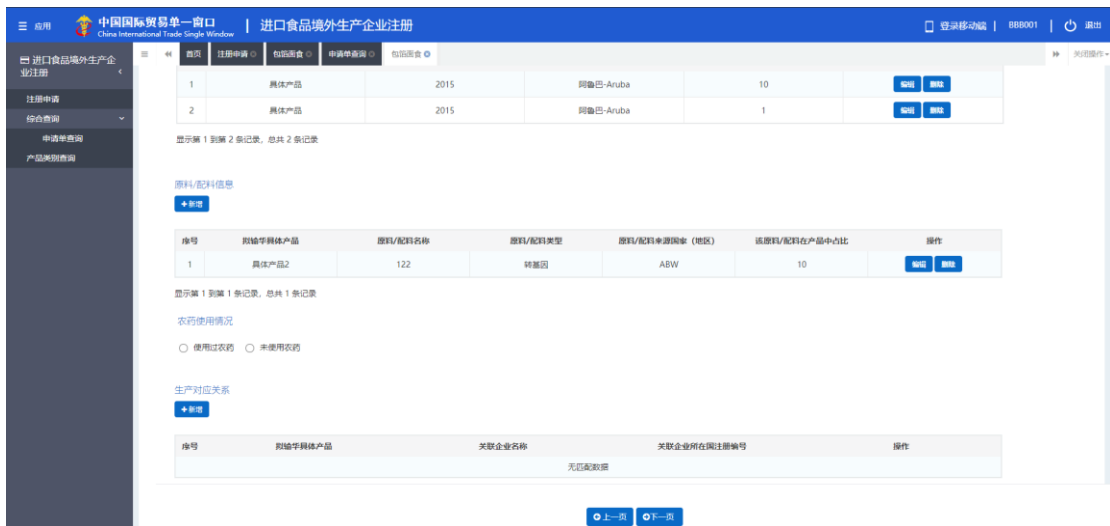 应用 中国国际贸易单一窗口 | 进口食品境外生产企业注册 登录移动端 | BBB001 | 退出
China International Trade Single Window
进口食品境外生产企业注册
首页 注册申请 包馅面食 申请单查询 包馅面食 关闭操作
注册申请
综合查询
申请单查询
产品类别查询
1 具体产品 2015 阿鲁巴-Aruba 10 编辑 删除
2 具体产品 2015 阿鲁巴-Aruba 1 编辑 删除
显示第 1 到第 2 条记录，总共 2 条记录
原料/配料信息
+新增
序号 拟输华具体产品 原料/配料名称 原料/配料类型 原料/配料来源国家（地区） 该原料/配料在产品中占比 操作
1 具体产品2 122 转基因 ABW 10 编辑 删除
显示第 1 到第 1 条记录，总共 1 条记录
农药使用情况
使用过农药 未使用农药
生产对应关系
+新增
序号 拟输华具体产品 关联企业名称 关联企业所在国注册编号 操作
无匹配数据
上一页 下一页